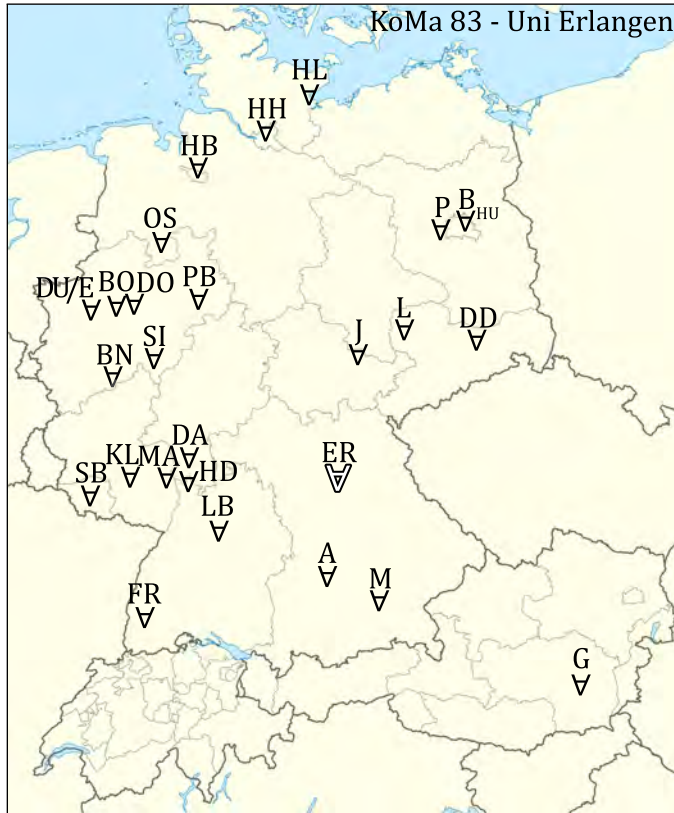 KoMa 83 - Uni Erlangen
HL
∀
HH
∀
HB
∀
P
∀
B HU
∀
OS
∀
DU/E
∀
BO
∀
DO
∀
PB
∀
L
∀
J
∀
DD
∀
SI
∀
BN
∀
DA
∀
ER
∀
KL
∀
MA
∀
HD
∀
SB
∀
LB
∀
A
∀
M
∀
FR
∀
G
∀